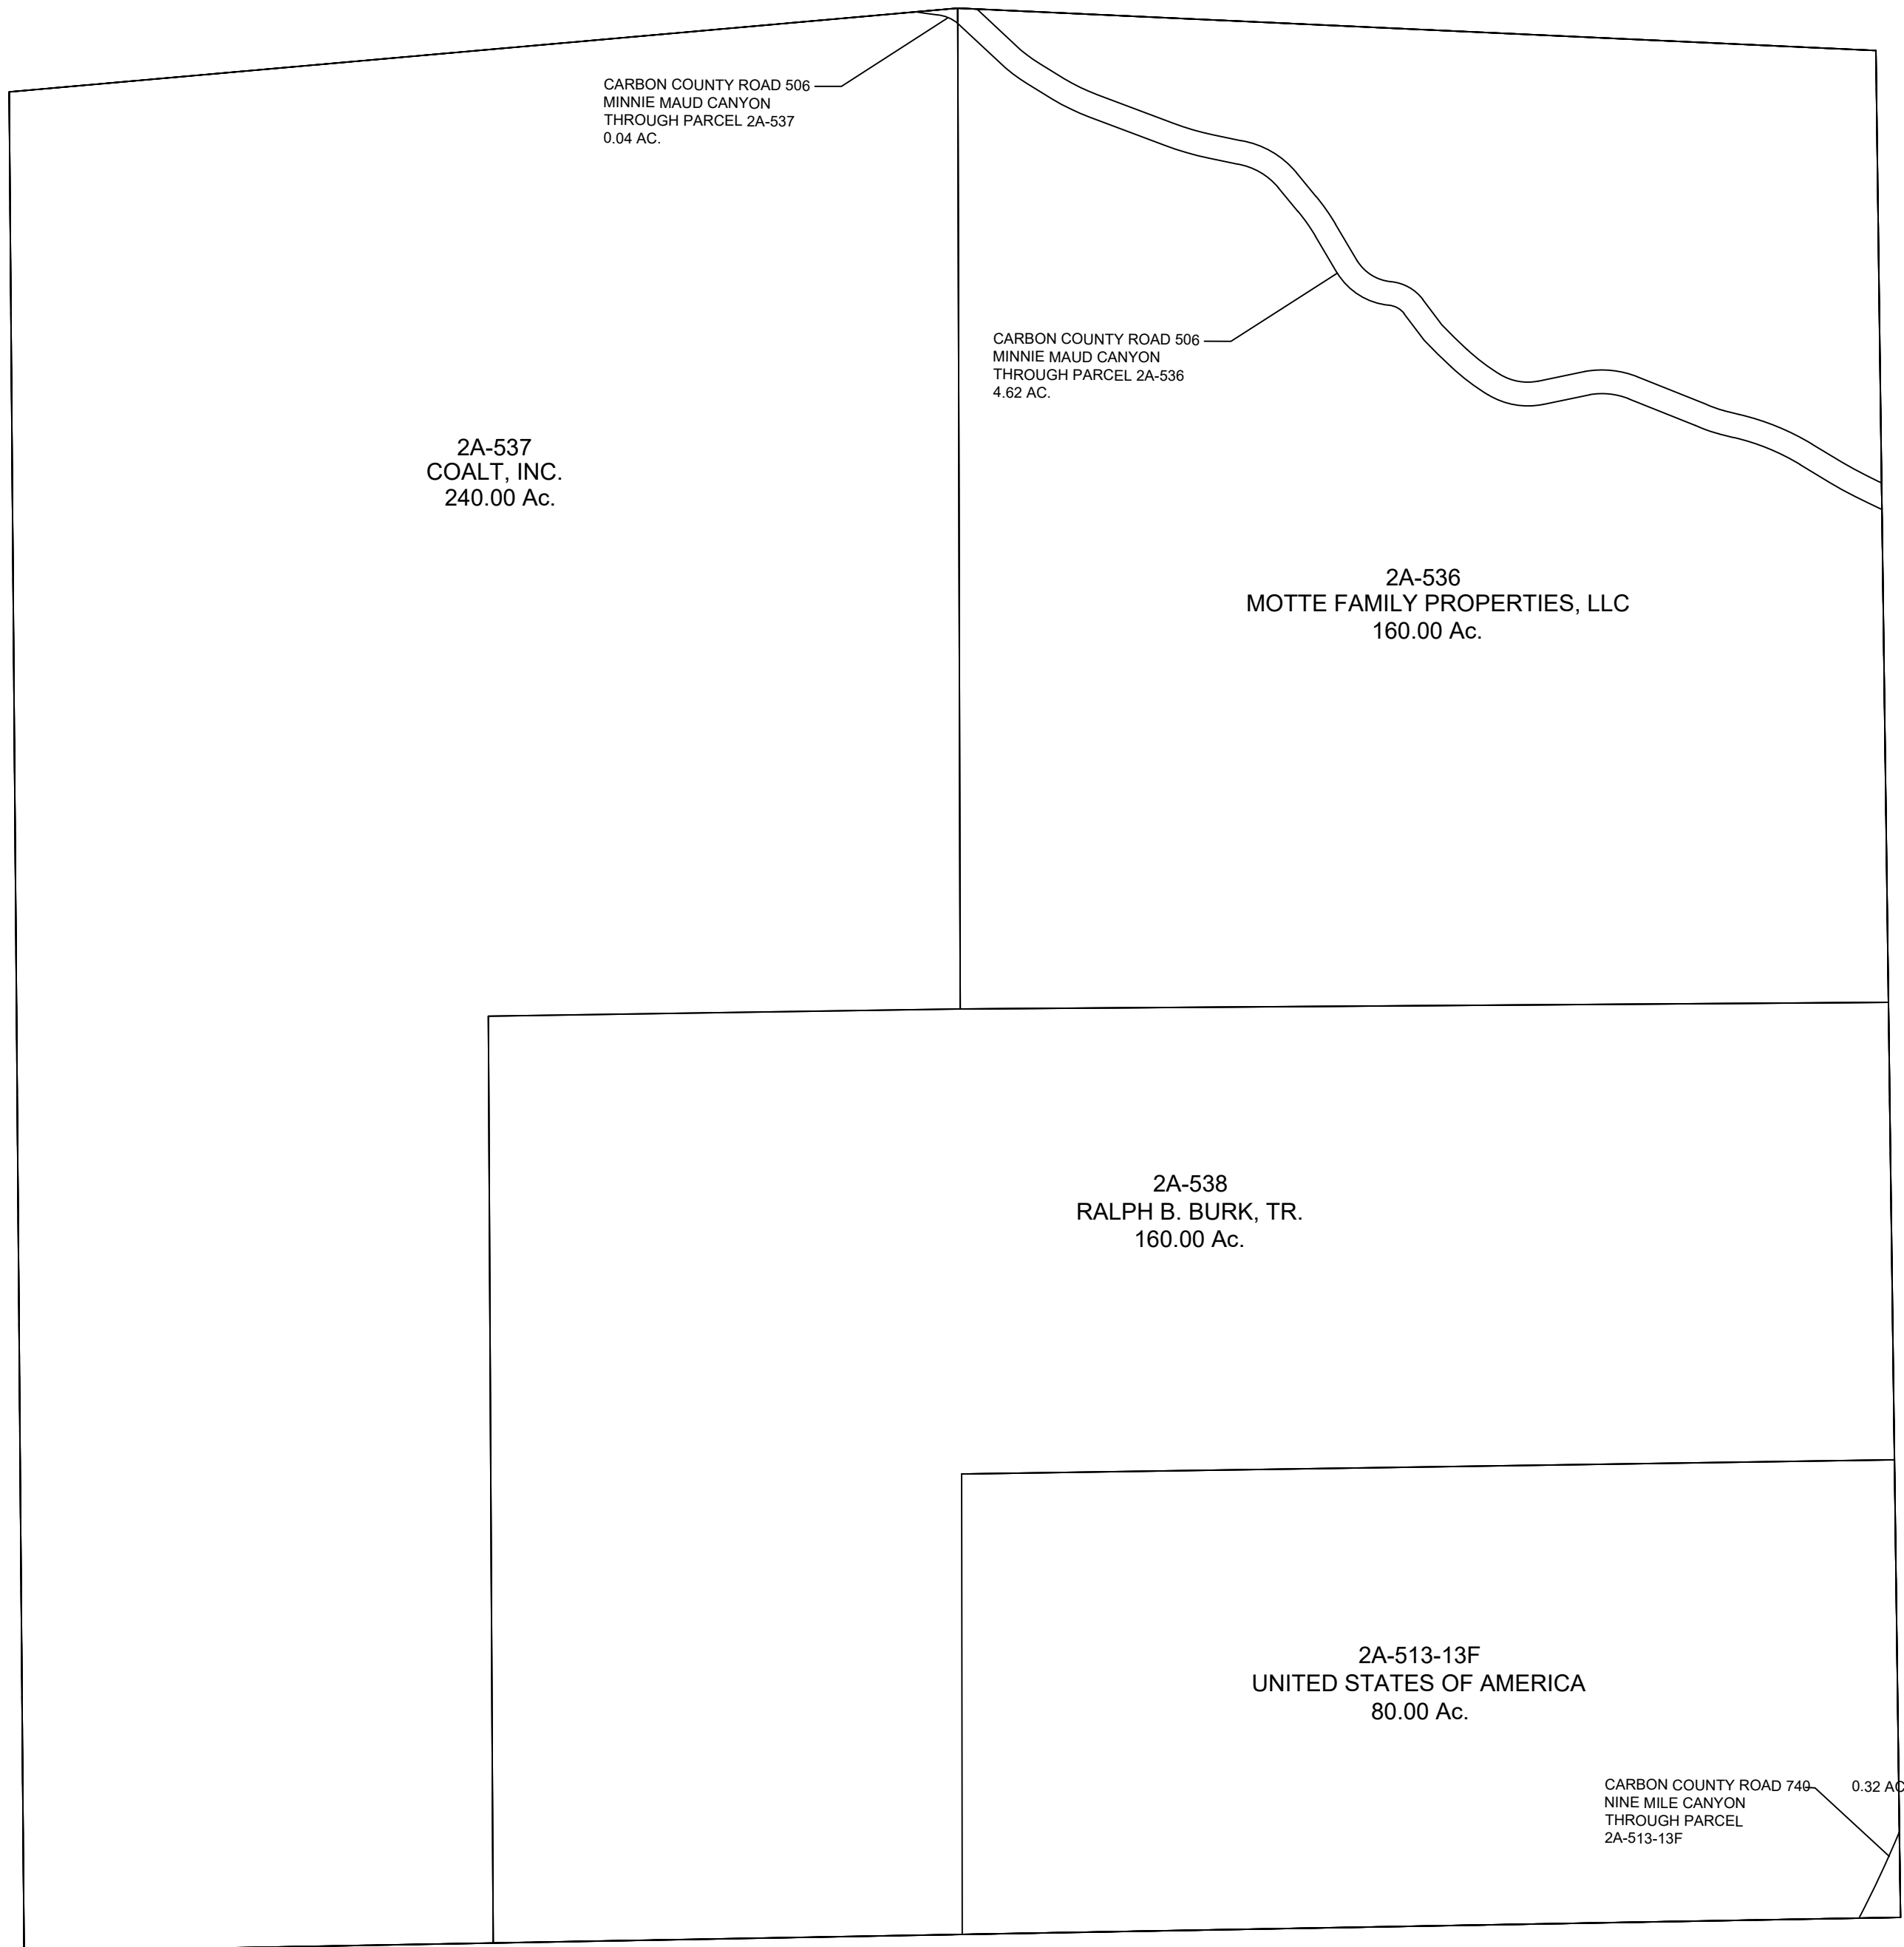 CARBON COUNTY ROAD 506
MINNIE MAUD CANYON
THROUGH PARCEL 2A-537
0.04 AC.
CARBON COUNTY ROAD 506
MINNIE MAUD CANYON
THROUGH PARCEL 2A-536
4.62 AC.
2A-537
COALT, INC.
240.00 Ac.
2A-536
MOTTE FAMILY PROPERTIES, LLC
160.00 Ac.
2A-538
RALPH B. BURK, TR.
160.00 Ac.
2A-513-13F
UNITED STATES OF AMERICA
80.00 Ac.
CARBON COUNTY ROAD 740
NINE MILE CANYON
THROUGH PARCEL
2A-513-13F
0.32 AC